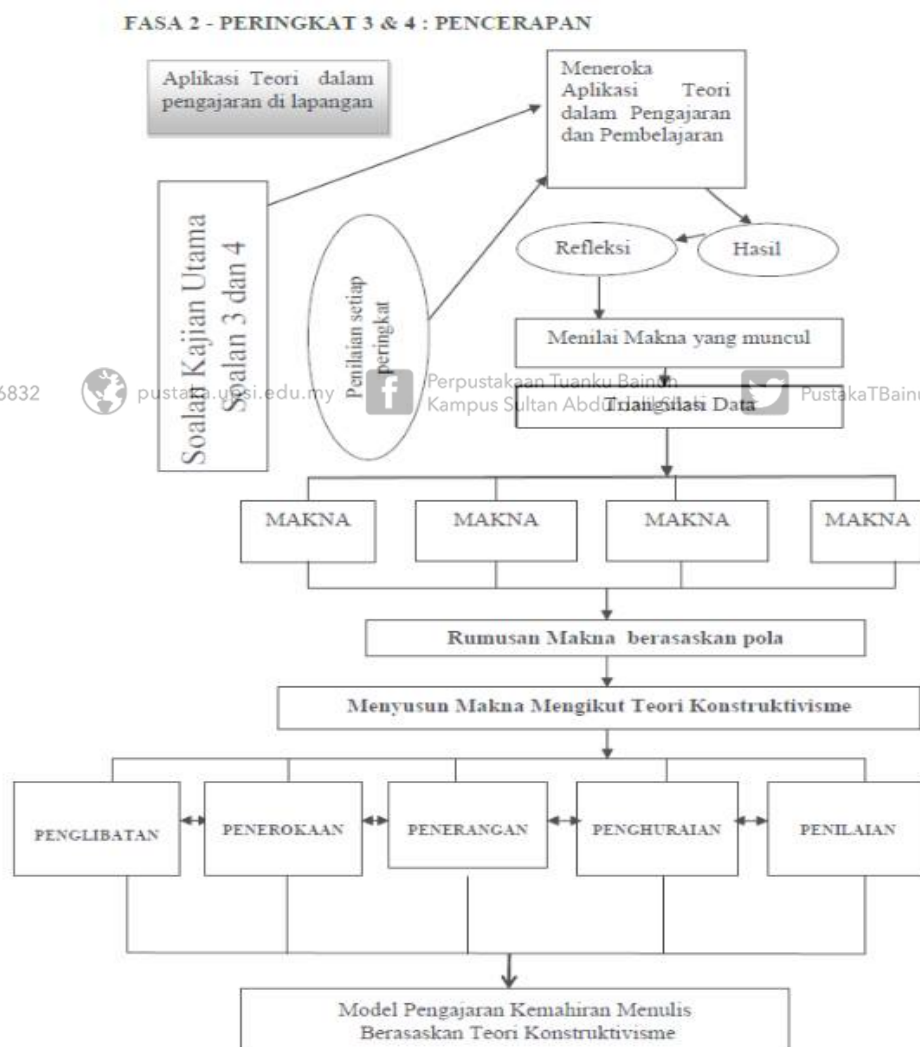 FASA 2 - PERINGKAT 3 & 4 : PENCERAPAN
Aplikasi Teori dalam
pengajaran di lapangan
Meneroka
Aplikasi Teori
dalam Pengajaran
dan Pembelajaran
Soalan Kajian Utama
Soalan 3 dan 4
Penilaian setiap
peringkat
Refleksi
Hasil
Menilai Makna yang muncul
6832
pustaka.upsi.edu.my
Perpustakaan Tuanku Bainun
Kampus Sultan Abdul Jalil Shah
PustakaTBainu
Triangulasi Data
MAKNA
MAKNA
MAKNA
MAKNA
Rumusan Makna berasaskan pola
Menyusun Makna Mengikut Teori Konstruktivisme
PENGLIBATAN
PENEROKAAN
PENERANGAN
PENGHURAIAN
PENILAIAN
Model Pengajaran Kemahiran Menulis
Berasaskan Teori Konstruktivisme